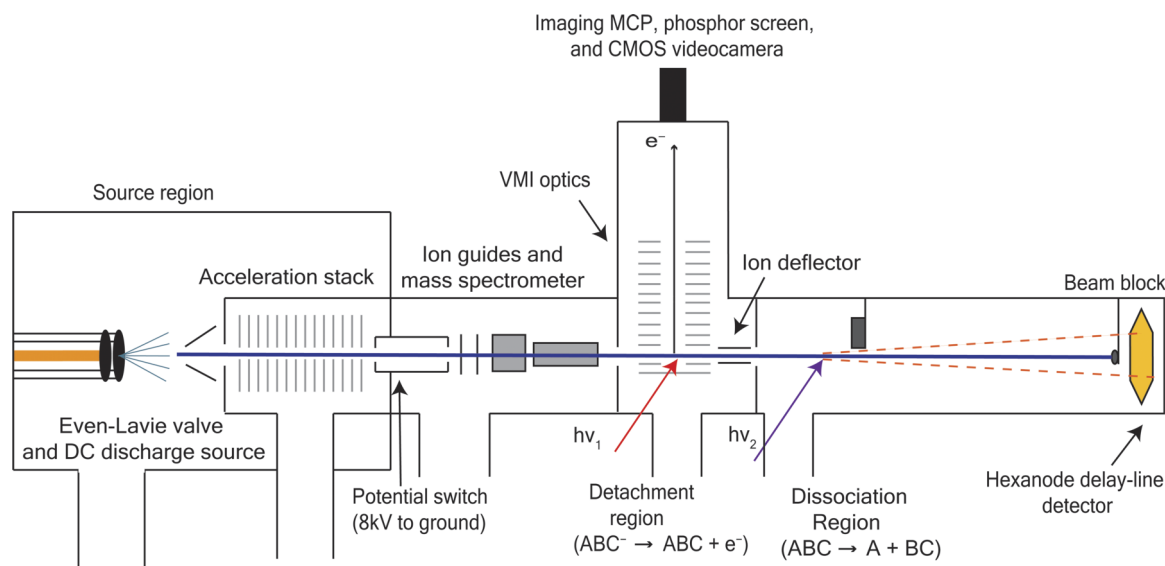 Imaging MCP, phosphor screen,
and CMOS videocamera
e⁻
VMI optics
Source region
Ion guides and
mass spectrometer
Acceleration stack
Ion deflector
Beam block
Even-Lavie valve
and DC discharge source
hv₁
hv₂
Potential switch
(8kV to ground)
Detachment
region
(ABC⁻ → ABC + e⁻)
Dissociation
Region
(ABC → A + BC)
Hexanode delay-line
detector